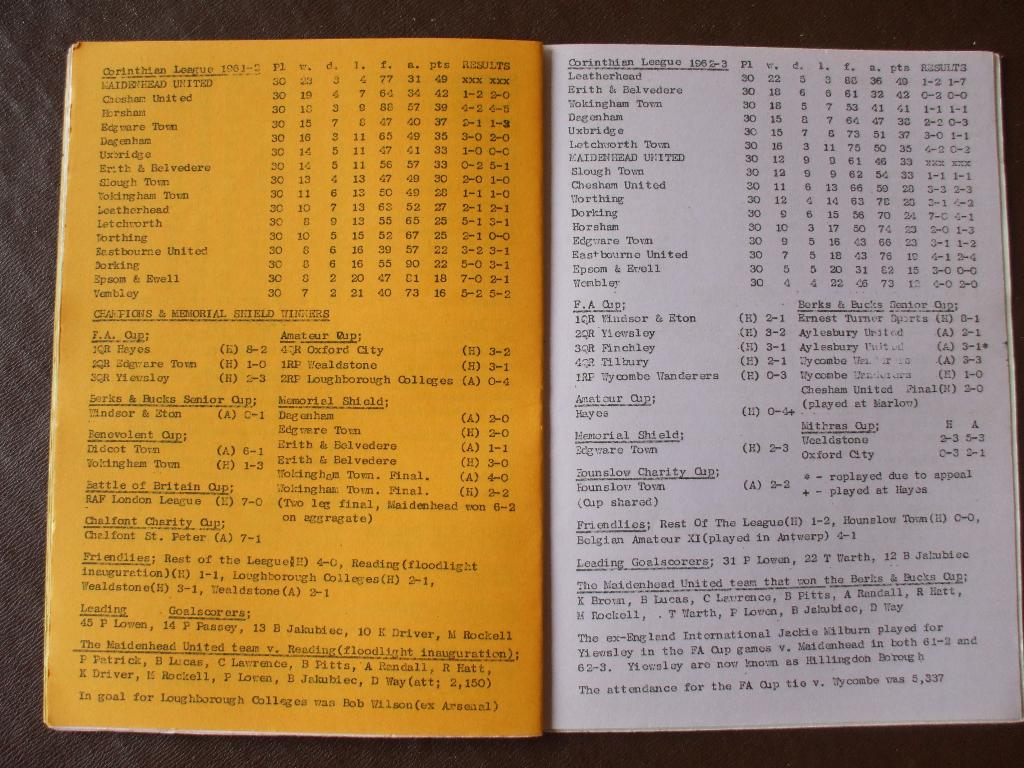 Corinthian League 1961-2 Pl w. d. l. f. a. pts RESULTS
MAIDENHEAD UNITED 30 23 3 4 77 31 49 xxx xxx
Chesham United 30 19 4 7 64 34 42 1-2 2-0
Horsham 30 18 3 9 88 57 39 4-2 4-5
Edgware Town 30 15 7 8 47 40 37 2-1 1-3
Dagenham 30 16 3 11 65 49 35 3-0 2-0
Uxbridge 30 14 5 11 47 41 33 1-0 0-0
Erith & Belvedere 30 14 5 11 56 57 33 0-2 5-1
Slough Town 30 13 4 13 47 49 30 2-0 1-0
Wokingham Town 30 11 6 13 50 49 28 1-1 1-0
Leatherhead 30 10 7 13 63 52 27 2-1 2-1
Letchworth 30 8 9 13 55 65 25 5-1 3-1
Worthing 30 10 5 15 52 67 25 2-1 0-0
Eastbourne United 30 8 6 16 39 57 22 3-2 3-1
Dorking 30 8 6 16 55 90 22 5-0 3-1
Epsom & Ewell 30 8 2 20 47 81 18 7-0 2-1
Wembley 30 7 2 21 40 73 16 5-2 5-2
CHAMPIONS & MEMORIAL SHIELD WINNERS
F.A. Cup;
1QR Hayes (H) 8-2
2QR Edgware Town (H) 1-0
3QR Yiewsley (H) 2-3
Berks & Bucks Senior Cup;
Windsor & Eton (A) 0-1
Benevolent Cup;
Didcot Town (A) 6-1
Wokingham Town (H) 1-3
Battle of Britain Cup;
RAF London League (H) 7-0
Chalfont Charity Cup;
Chalfont St. Peter (A) 7-1
Amateur Cup;
4QR Oxford City (H) 3-2
1RP Wealdstone (H) 3-1
2RP Loughborough Colleges (A) 0-4
Memorial Shield;
Dagenham (A) 2-0
Edgware Town (H) 2-0
Erith & Belvedere (A) 1-1
Erith & Belvedere (H) 3-0
Wokingham Town. Final. (A) 4-0
Wokingham Town. Final. (H) 2-2
(Two leg final, Maidenhead won 6-2
on aggragate)
Friendlies; Rest of the League(H) 4-0, Reading(floodlight
inauguration)(H) 1-1, Loughborough Colleges(H) 2-1,
Wealdstone(H) 3-1, Wealdstone(A) 2-1
Leading Goalscorers;
45 P Lowen, 14 P Passey, 13 B Jakubiec, 10 K Driver, M Rockell
The Maidenhead United team v. Reading(floodlight inauguration);
P Patrick, B Lucas, C Lawrence, B Pitts, A Randall, R Hatt,
K Driver, M Rockell, P Lowen, B Jakubiec, D Way(att; 2,150)
In goal for Loughborough Colleges was Bob Wilson(ex Arsenal)
Corinthian League 1962-3 Pl w. d. l. f. a. pts RESULTS
Leatherhead 30 22 5 3 88 36 49 1-2 1-7
Erith & Belvedere 30 18 6 6 61 32 42 0-2 0-0
Wokingham Town 30 18 5 7 53 41 41 1-1 1-1
Dagenham 30 15 8 7 64 47 38 2-2 0-3
Uxbridge 30 15 7 8 73 51 37 3-0 1-1
Letchworth Town 30 16 3 11 75 50 35 4-2 0-2
MAIDENHEAD UNITED 30 12 9 9 61 46 33 xxx xxx
Slough Town 30 12 9 9 62 54 33 1-1 1-1
Chesham United 30 11 6 13 66 59 28 3-3 2-3
Worthing 30 12 4 14 63 78 28 3-1 4-2
Dorking 30 9 6 15 56 70 24 7-0 4-1
Horsham 30 10 3 17 50 74 23 2-0 1-3
Edgware Town 30 9 5 16 43 66 23 3-1 1-2
Eastbourne United 30 7 5 18 43 76 19 4-1 2-4
Epsom & Ewell 30 5 5 20 31 82 15 3-0 0-0
Wembley 30 4 4 22 46 73 12 4-0 2-0
F.A Cup;
1QR Windsor & Eton (H) 2-1
2QR Yiewsley (H) 3-2
3QR Finchley (H) 3-1
4QR Tilbury (H) 2-1
1RP Wycombe Wanderers (H) 0-3
Amateur Cup;
Hayes (H) 0-4+
Memorial Shield;
Edgware Town (H) 2-3
Hounslow Charity Cup;
Hounslow Town (A) 2-2
(Cup shared)
Berks & Bucks Senior Cup;
Ernest Turner Sports (H) 8-1
Aylesbury United (A) 2-1
Aylesbury United (A) 3-1*
Wycombe Wanderers (A) 3-3
Wycombe Wanderers (H) 1-0
Chesham United Final(N) 2-0
(played at Marlow)
Mithras Cup; H A
Wealdstone 2-3 5-3
Oxford City 0-3 2-1
* - replayed due to appeal
+ - played at Hayes
Friendlies; Rest Of The League(H) 1-2, Hounslow Town(H) 0-0,
Belgian Amateur XI(played in Antwerp) 4-1
Leading Goalscorers; 31 P Lowen, 22 T Warth, 12 B Jakubiec
The Maidenhead United team that won the Berks & Bucks Cup;
K Brown, B Lucas, C Lawrence, B Pitts, A Randall, R Hatt,
M Rockell, . T Warth, P Lowen, B Jakubiec, D Way
The ex-England International Jackie Milburn played for
Yiewsley in the FA Cup games v. Maidenhead in both 61-2 and
62-3. Yiewsley are now known as Hillingdon Borough
The attendance for the FA Cup tie v. Wycombe was 5,337